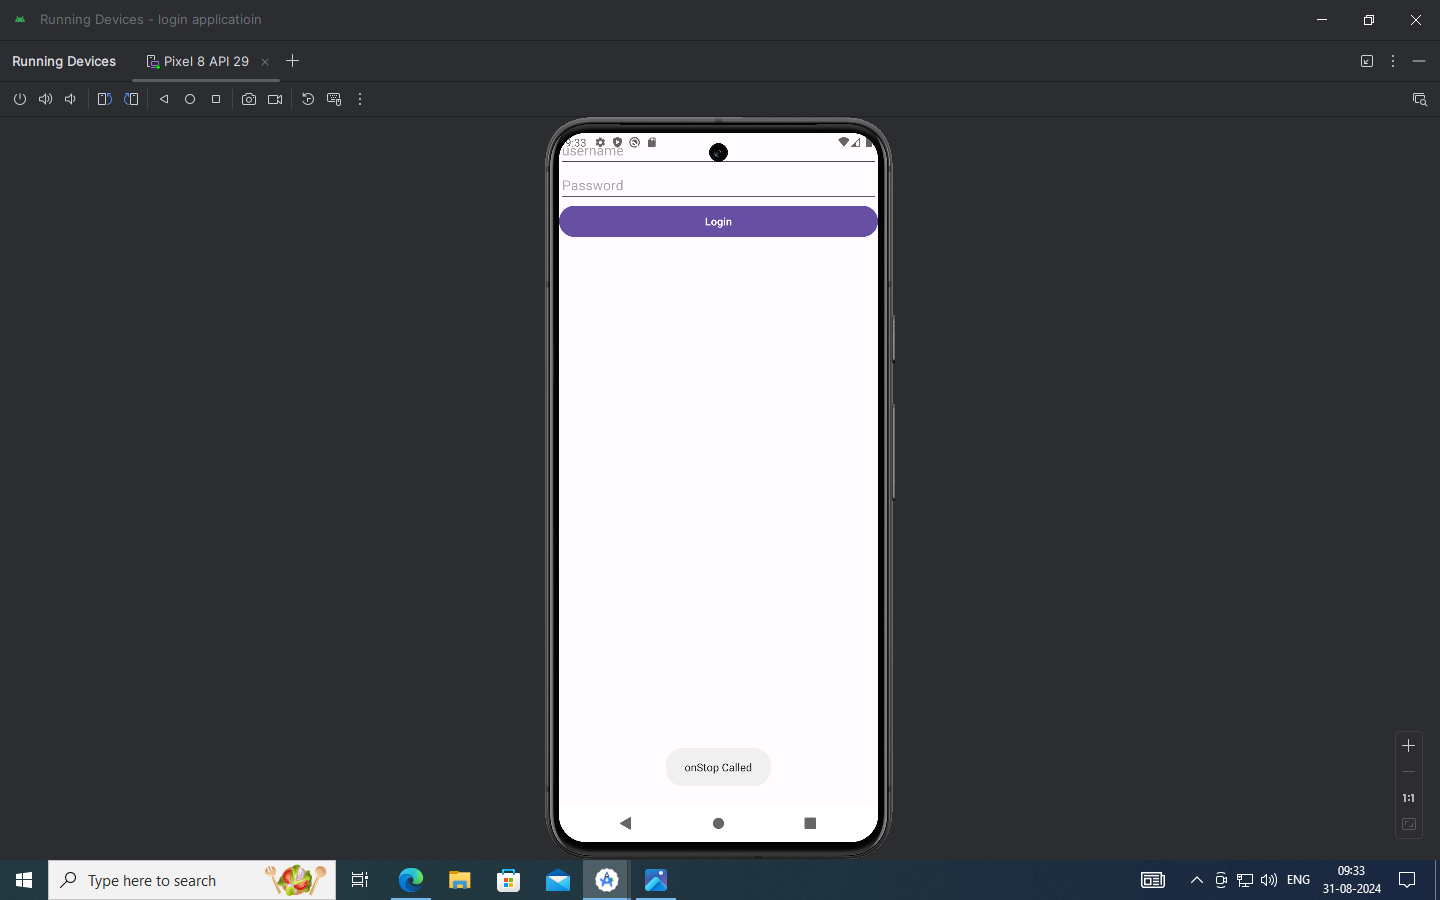 Running Devices - login applicatioin
Running Devices
Pixel 8 API 29
9:33
username
Password
Login
onStop Called
1:1
Type here to search
ENG
09:33
31-08-2024